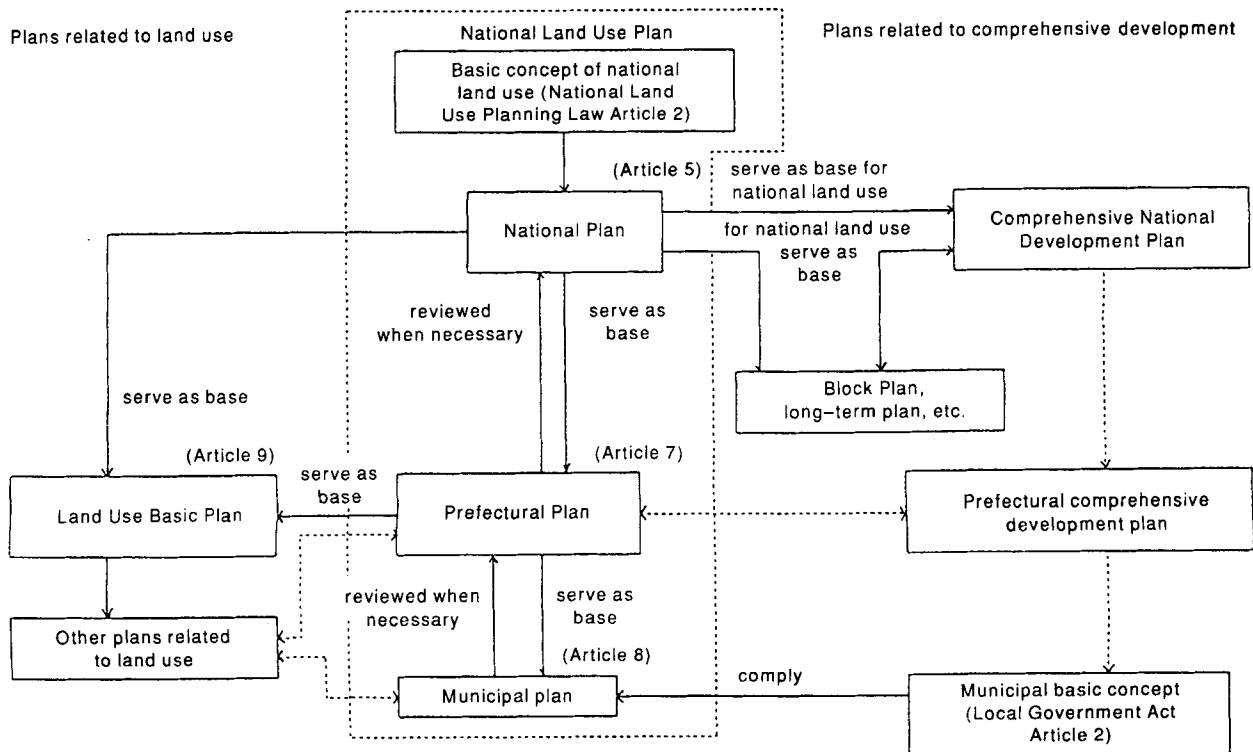 Plans related to land use
National Land Use Plan
Plans related to comprehensive development
Basic concept of national
land use (National Land
Use Planning Law Article 2)
(Article 5)
serve as base for
national land use
National Plan
for national land use
serve as
base
Comprehensive National
Development Plan
reviewed
when necessary
serve as
base
Block Plan,
long-term plan, etc.
serve as base
(Article 9)
serve as
base
(Article 7)
Land Use Basic Plan
Prefectural Plan
Prefectural comprehensive
development plan
reviewed when
necessary
serve as
base
Other plans related
to land use
(Article 8)
Municipal plan
comply
Municipal basic concept
(Local Government Act
Article 2)